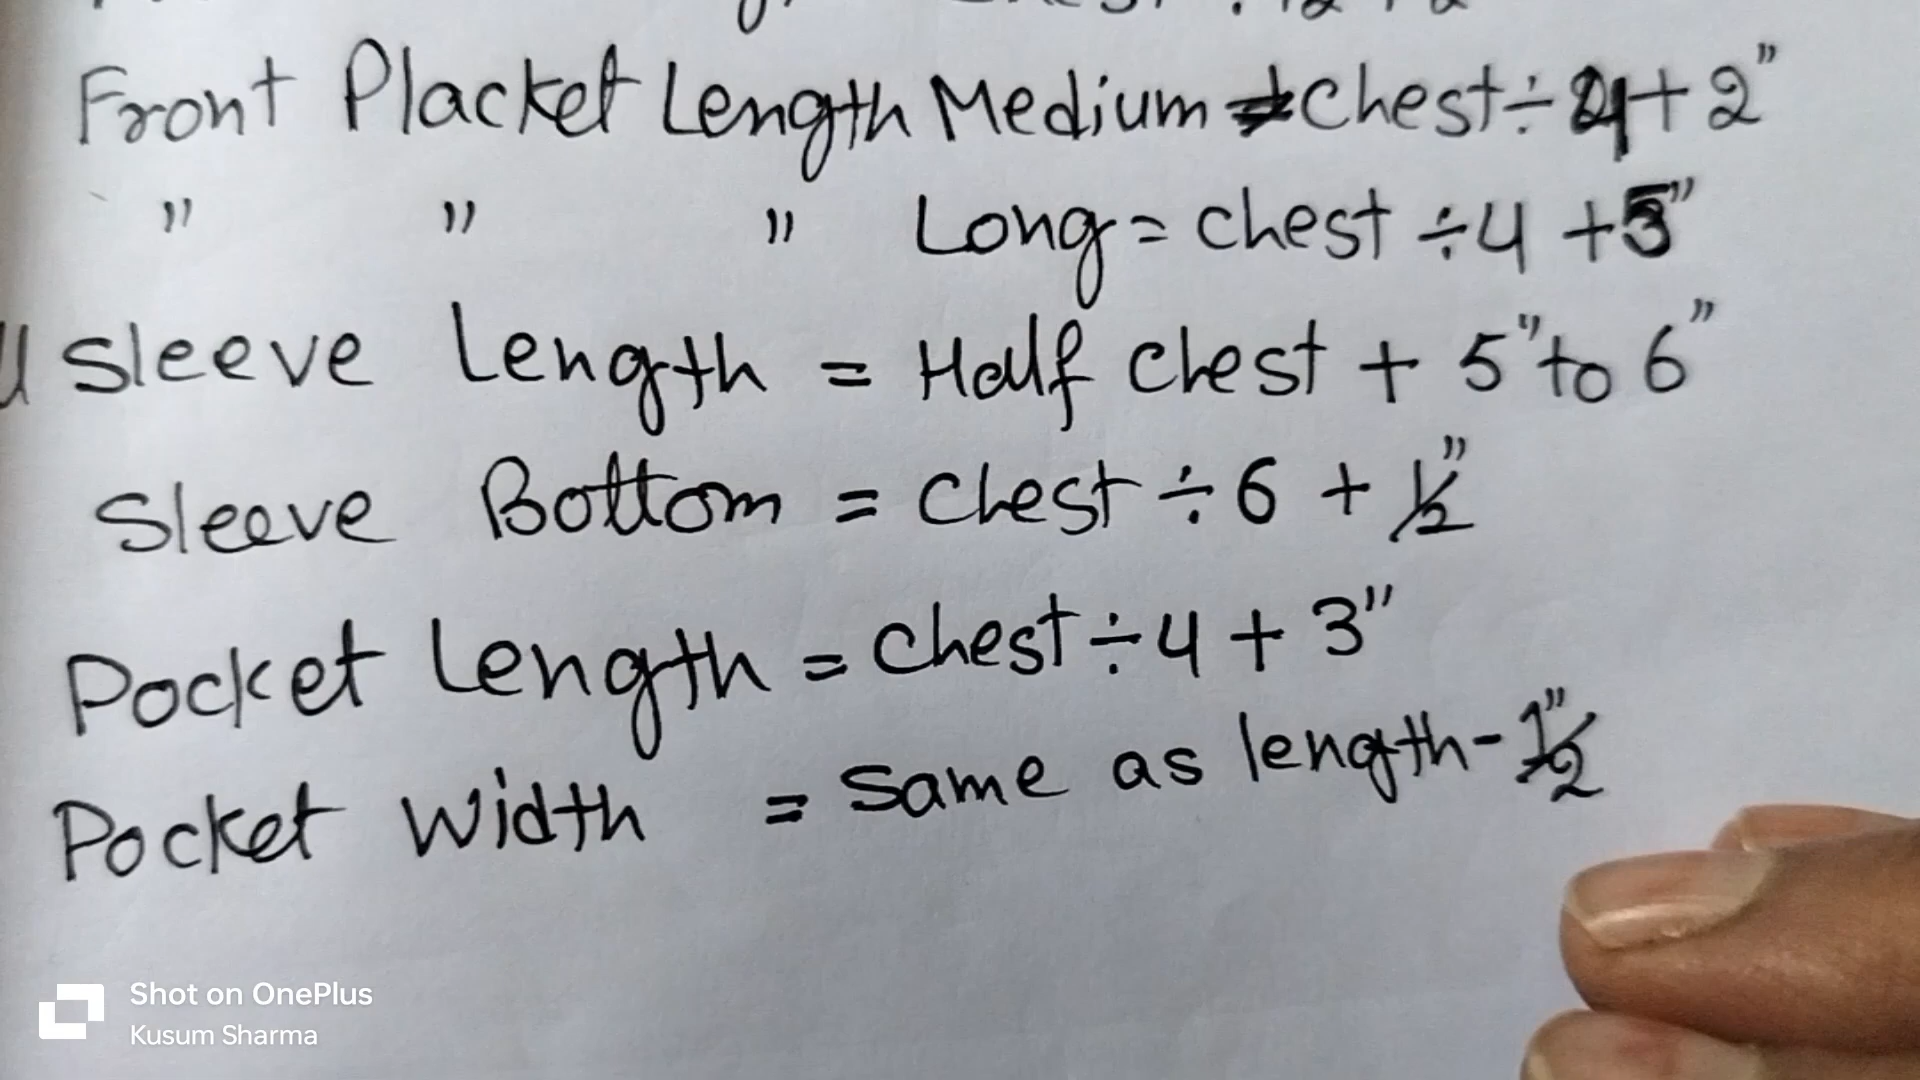 Front Placket Length Medium = Chest ÷ 4 + 2"
" " " Long = chest ÷ 4 + 5"
Sleeve Length = Half chest + 5" to 6"
Sleeve Bottom = Chest ÷ 6 + 1/2"
Pocket Length = chest ÷ 4 + 3"
Pocket Width = Same as length - 1 1/2"
Shot on OnePlus
Kusum Sharma